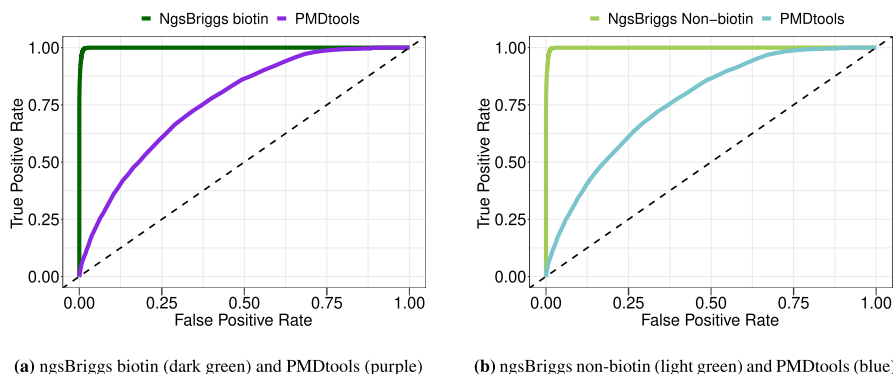 NgsBriggs biotin PMDtools
1.00
0.75
0.50
0.25
0.00
True Positive Rate
0.00 0.25 0.50 0.75 1.00
False Positive Rate
(a) ngsBriggs biotin (dark green) and PMDtools (purple)
NgsBriggs Non−biotin PMDtools
1.00
0.75
0.50
0.25
0.00
True Positive Rate
0.00 0.25 0.50 0.75 1.00
False Positive Rate
(b) ngsBriggs non-biotin (light green) and PMDtools (blue)